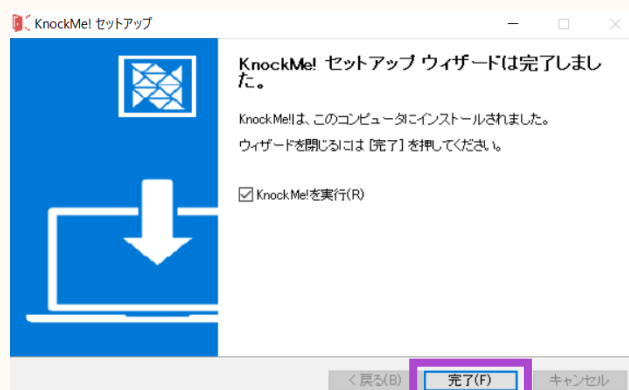 KnockMe! セットアップ
KnockMe! セットアップ ウィザードは完了しまし
た。
KnockMe!は、このコンピュータにインストールされました。
ウィザードを閉じるには [完了] を押してください。
KnockMe!を実行(R)
< 戻る(B) 完了(F) キャンセル